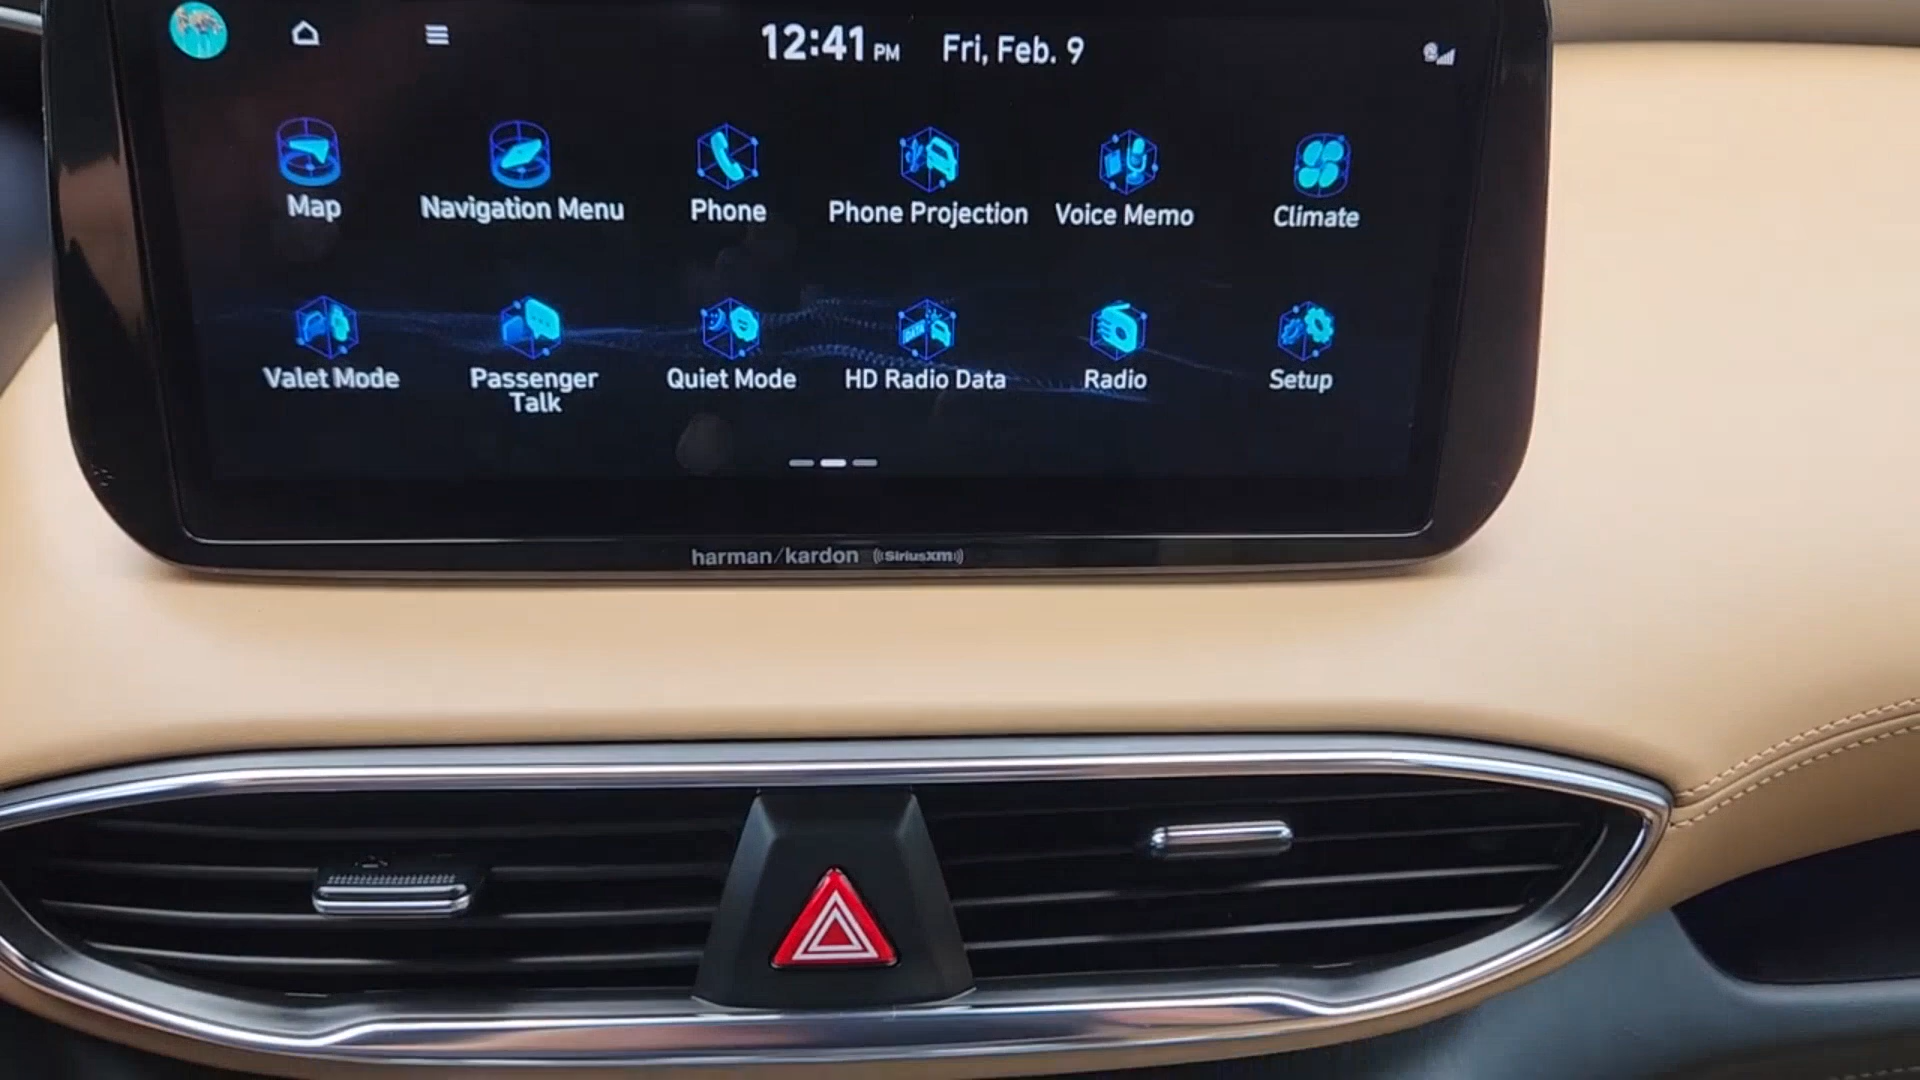 12:41 PM Fri, Feb. 9
Map Navigation Menu Phone Phone Projection Voice Memo Climate
Valet Mode Passenger Talk Quiet Mode HD Radio Data Radio Setup
harman/kardon SiriusXM